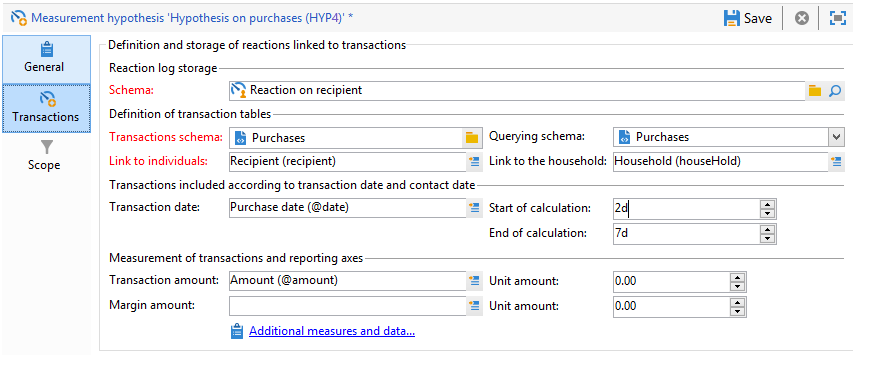 Measurement hypothesis 'Hypothesis on purchases (HYP4)' *
Save
General
Transactions
Scope
Definition and storage of reactions linked to transactions
Reaction log storage
Schema: Reaction on recipient
Definition of transaction tables
Transactions schema: Purchases Querying schema: Purchases
Link to individuals: Recipient (recipient) Link to the household: Household (houseHold)
Transactions included according to transaction date and contact date
Transaction date: Purchase date (@date) Start of calculation: 2d
End of calculation: 7d
Measurement of transactions and reporting axes
Transaction amount: Amount (@amount) Unit amount: 0.00
Margin amount: Unit amount: 0.00
Additional measures and data...